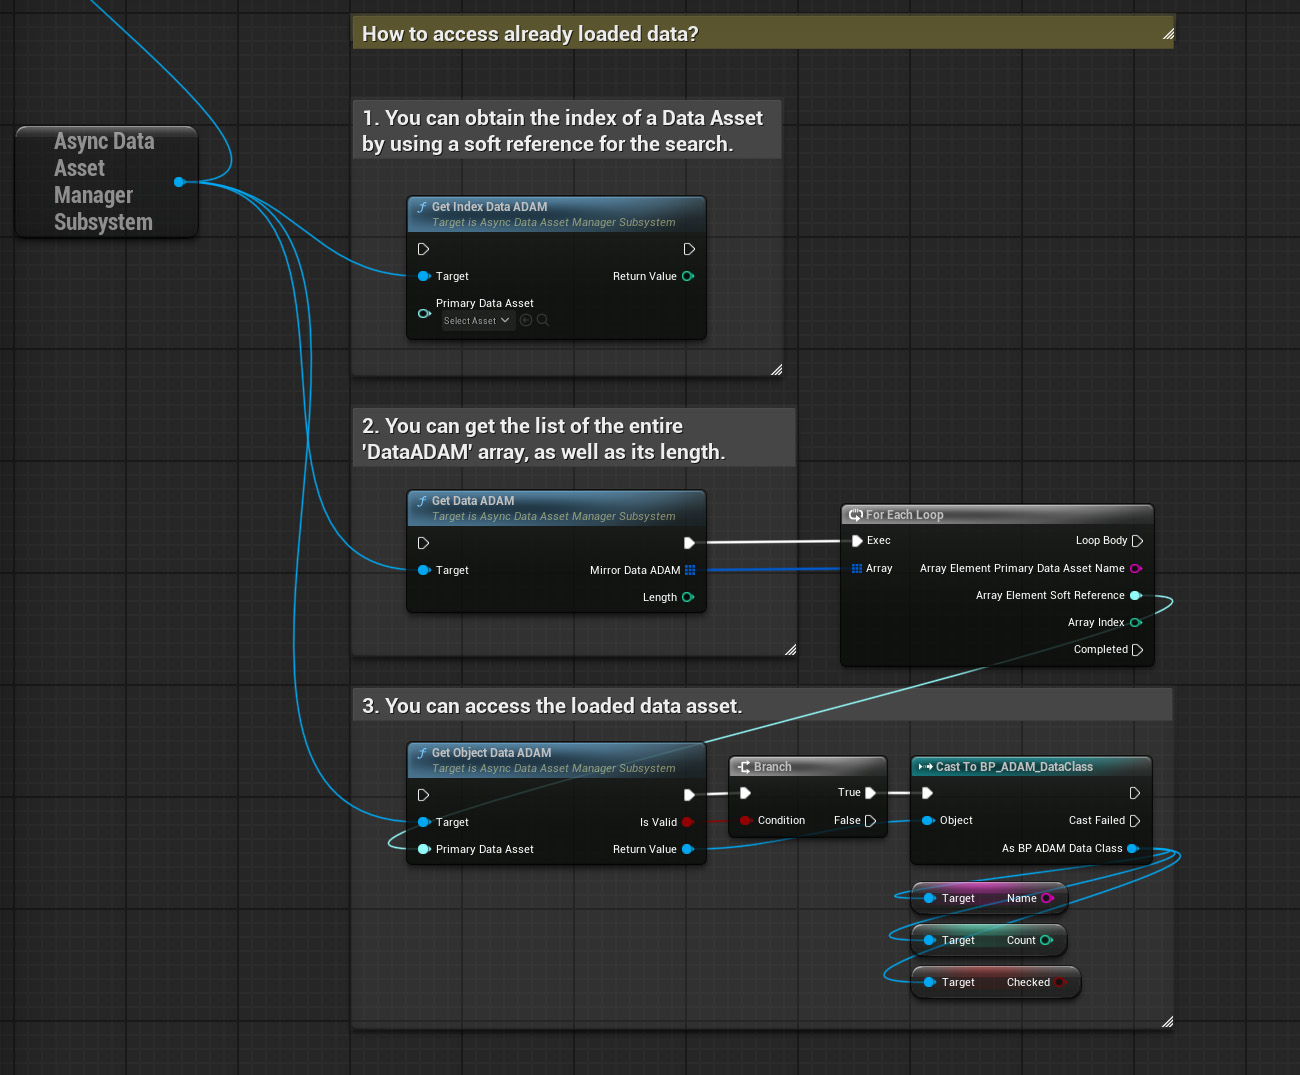 How to access already loaded data?
Async Data
Asset
Manager
Subsystem
1. You can obtain the index of a Data Asset
by using a soft reference for the search.
f Get Index Data ADAM
Target is Async Data Asset Manager Subsystem
Target
Return Value
Primary Data Asset
Select Asset
2. You can get the list of the entire
'DataADAM' array, as well as its length.
f Get Data ADAM
Target is Async Data Asset Manager Subsystem
Target
Mirror Data ADAM
Length
For Each Loop
Exec
Loop Body
Array
Array Element Primary Data Asset Name
Array Element Soft Reference
Array Index
Completed
3. You can access the loaded data asset.
f Get Object Data ADAM
Target is Async Data Asset Manager Subsystem
Target
Is Valid
Primary Data Asset
Return Value
Branch
True
Condition
False
Cast To BP_ADAM_DataClass
Object
Cast Failed
As BP ADAM Data Class
Target Name
Target Count
Target Checked